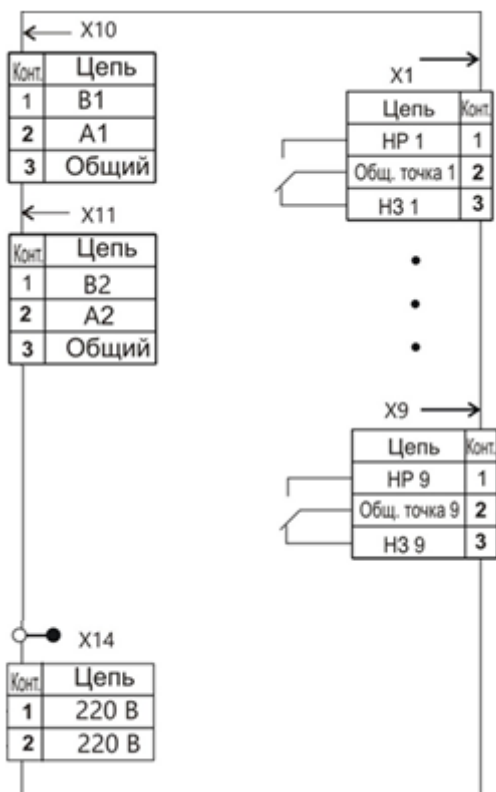 X10
Конт. Цепь
1 B1
2 A1
3 Общий
X11
Конт. Цепь
1 B2
2 A2
3 Общий
X14
Конт. Цепь
1 220 В
2 220 В
X1
Цепь Конт.
НР 1 1
Общ. точка 1 2
НЗ 1 3
X9
Цепь Конт.
НР 9 1
Общ. точка 9 2
НЗ 9 3